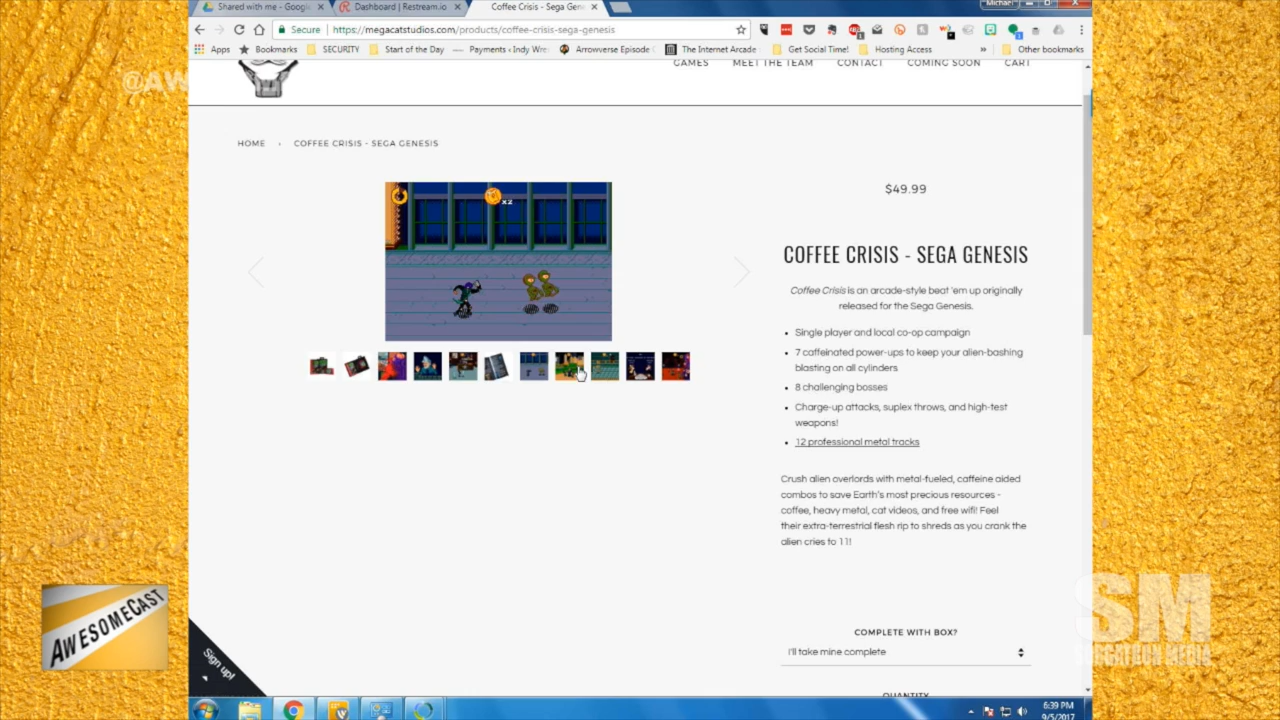 Shared with me - Google
Dashboard | Restream.io
Coffee Crisis - Sega Gene
Michael
Secure
https://megacatstudios.com/products/coffee-crisis-sega-genesis
Apps
Bookmarks
SECURITY
Start of the Day
Payments ‹ Indy Wre
Arrowverse Episode
The Internet Arcade
Get Social Time!
Hosting Access
»
Other bookmarks
@AW
GAMES
MEET THE TEAM
CONTACT
COMING SOON
CART
HOME › COFFEE CRISIS - SEGA GENESIS
x2
$49.99
COFFEE CRISIS - SEGA GENESIS
Coffee Crisis is an arcade-style beat 'em up originally
released for the Sega Genesis.
• Single player and local co-op campaign
• 7 caffeinated power-ups to keep your alien-bashing
blasting on all cylinders
• 8 challenging bosses
• Charge-up attacks, suplex throws, and high-test
weapons!
• 12 professional metal tracks
Crush alien overlords with metal-fueled, caffeine aided
combos to save Earth's most precious resources -
coffee, heavy metal, cat videos, and free wifi! Feel
their extra-terrestrial flesh rip to shreds as you crank the
alien cries to 11!
COMPLETE WITH BOX?
I'll take mine complete
QUANTITY
Sign up!
AWESOMECAST
SM
SORGATRON MEDIA
6:39 PM
9/5/2017